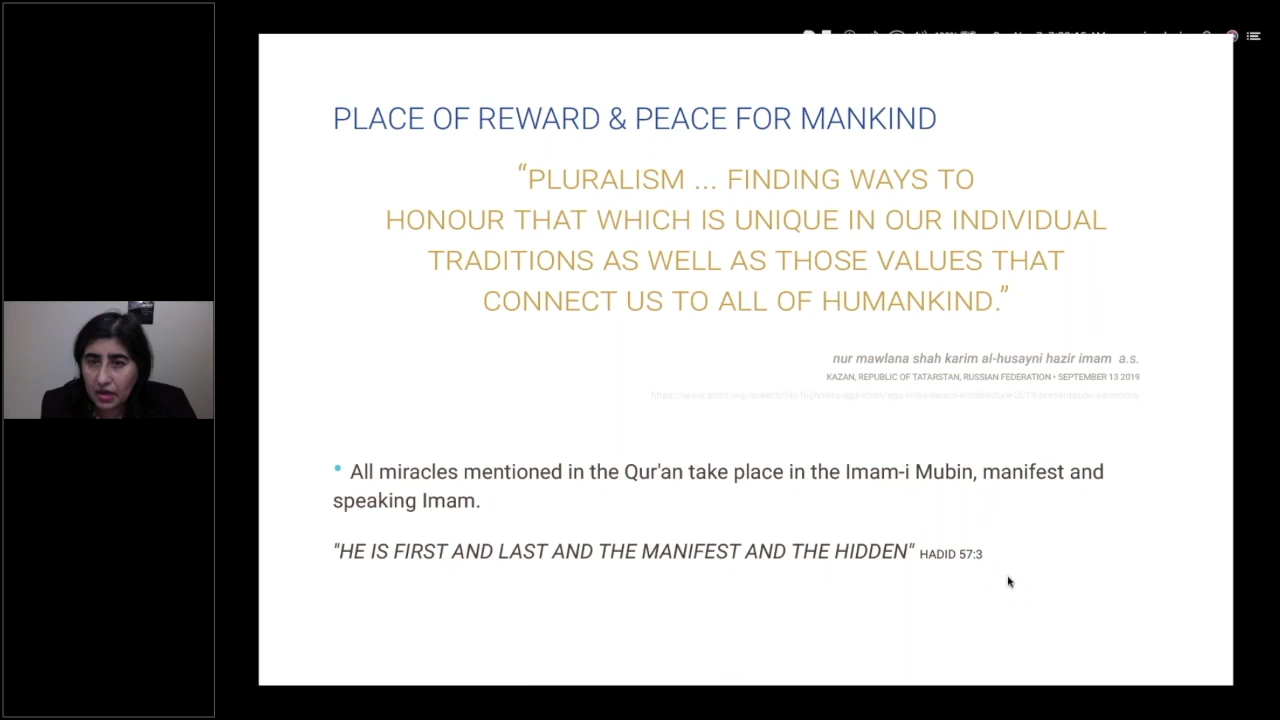 PLACE OF REWARD & PEACE FOR MANKIND
“PLURALISM ... FINDING WAYS TO
HONOUR THAT WHICH IS UNIQUE IN OUR INDIVIDUAL
TRADITIONS AS WELL AS THOSE VALUES THAT
CONNECT US TO ALL OF HUMANKIND.”
nur mawlana shah karim al-husayni hazir imam a.s.
KAZAN, REPUBLIC OF TATARSTAN, RUSSIAN FEDERATION • SEPTEMBER 13 2019
• All miracles mentioned in the Qur'an take place in the Imam-i Mubin, manifest and
speaking Imam.
"HE IS FIRST AND LAST AND THE MANIFEST AND THE HIDDEN" HADID 57:3